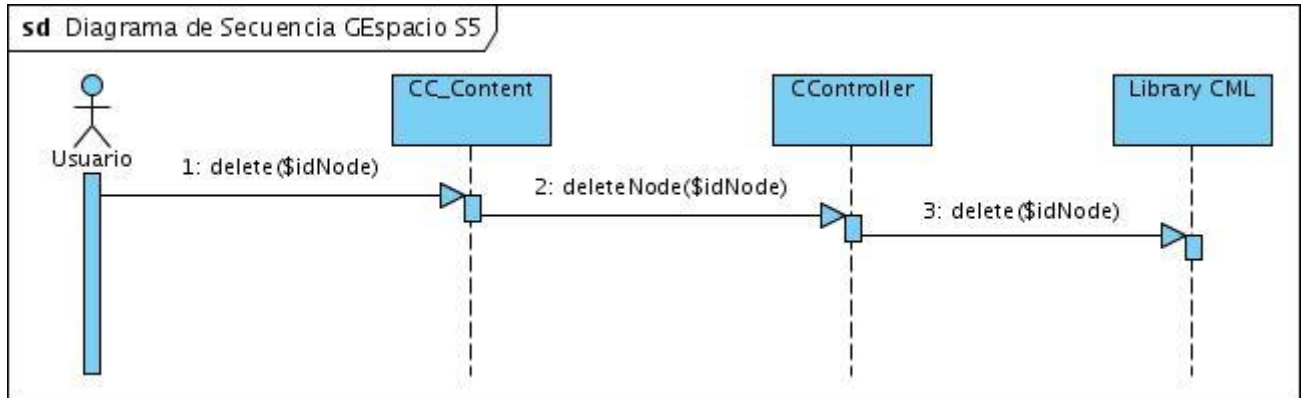 sd Diagrama de Secuencia GEspacio S5
CC_Content
CController
Library CML
Usuario
1: delete($idNode)
2: deleteNode($idNode)
3: delete($idNode)